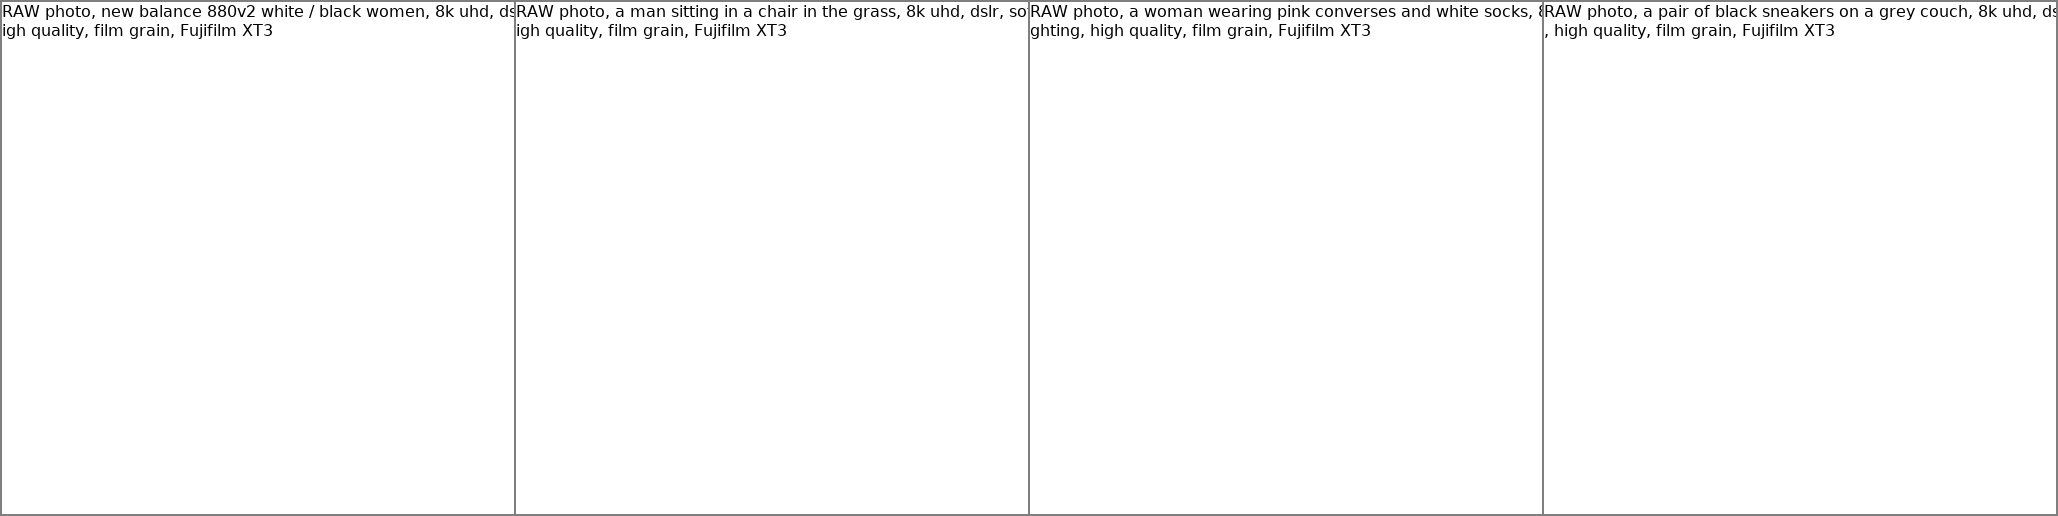 RAW photo, new balance 880v2 white / black women, 8k uhd, ds
igh quality, film grain, Fujifilm XT3
RAW photo, a man sitting in a chair in the grass, 8k uhd, dslr, so
igh quality, film grain, Fujifilm XT3
RAW photo, a woman wearing pink converses and white socks, 8
ghting, high quality, film grain, Fujifilm XT3
RAW photo, a pair of black sneakers on a grey couch, 8k uhd, ds
, high quality, film grain, Fujifilm XT3